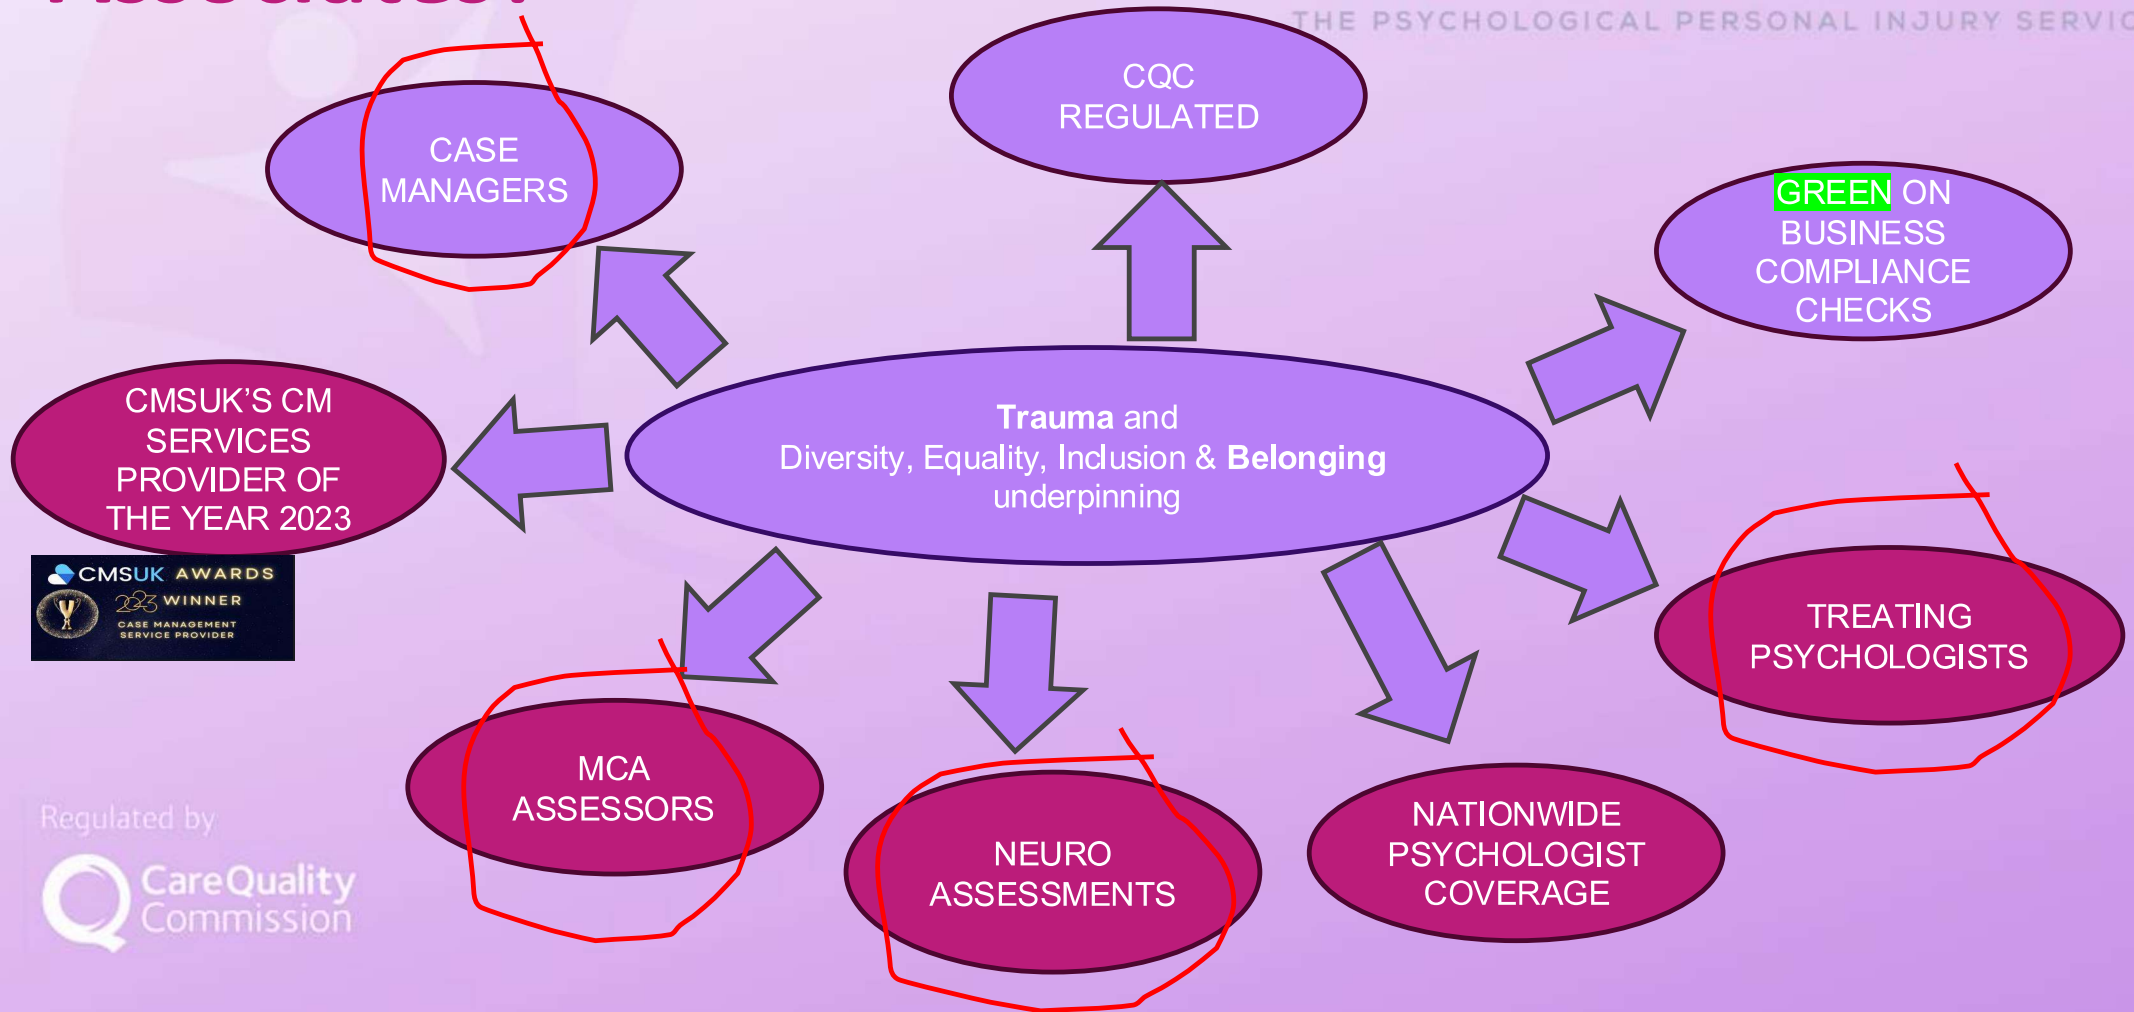 THE PSYCHOLOGICAL PERSONAL INJURY
CQC
REGULATED
CASE
MANAGERS
GREEN ON
BUSINESS
COMPLIANCE
CHECKS
CMSUK’S CM
SERVICES
PROVIDER OF
THE YEAR 2023
Trauma and
Diversity, Equality, Inclusion & Belonging
underpinning
CMSUK AWARDS
2023 WINNER
CASE MANAGEMENT
SERVICE PROVIDER
TREATING
PSYCHOLOGISTS
MCA
ASSESSORS
NEURO
ASSESSMENTS
NATIONWIDE
PSYCHOLOGIST
COVERAGE
Regulated by
CareQuality
Commission